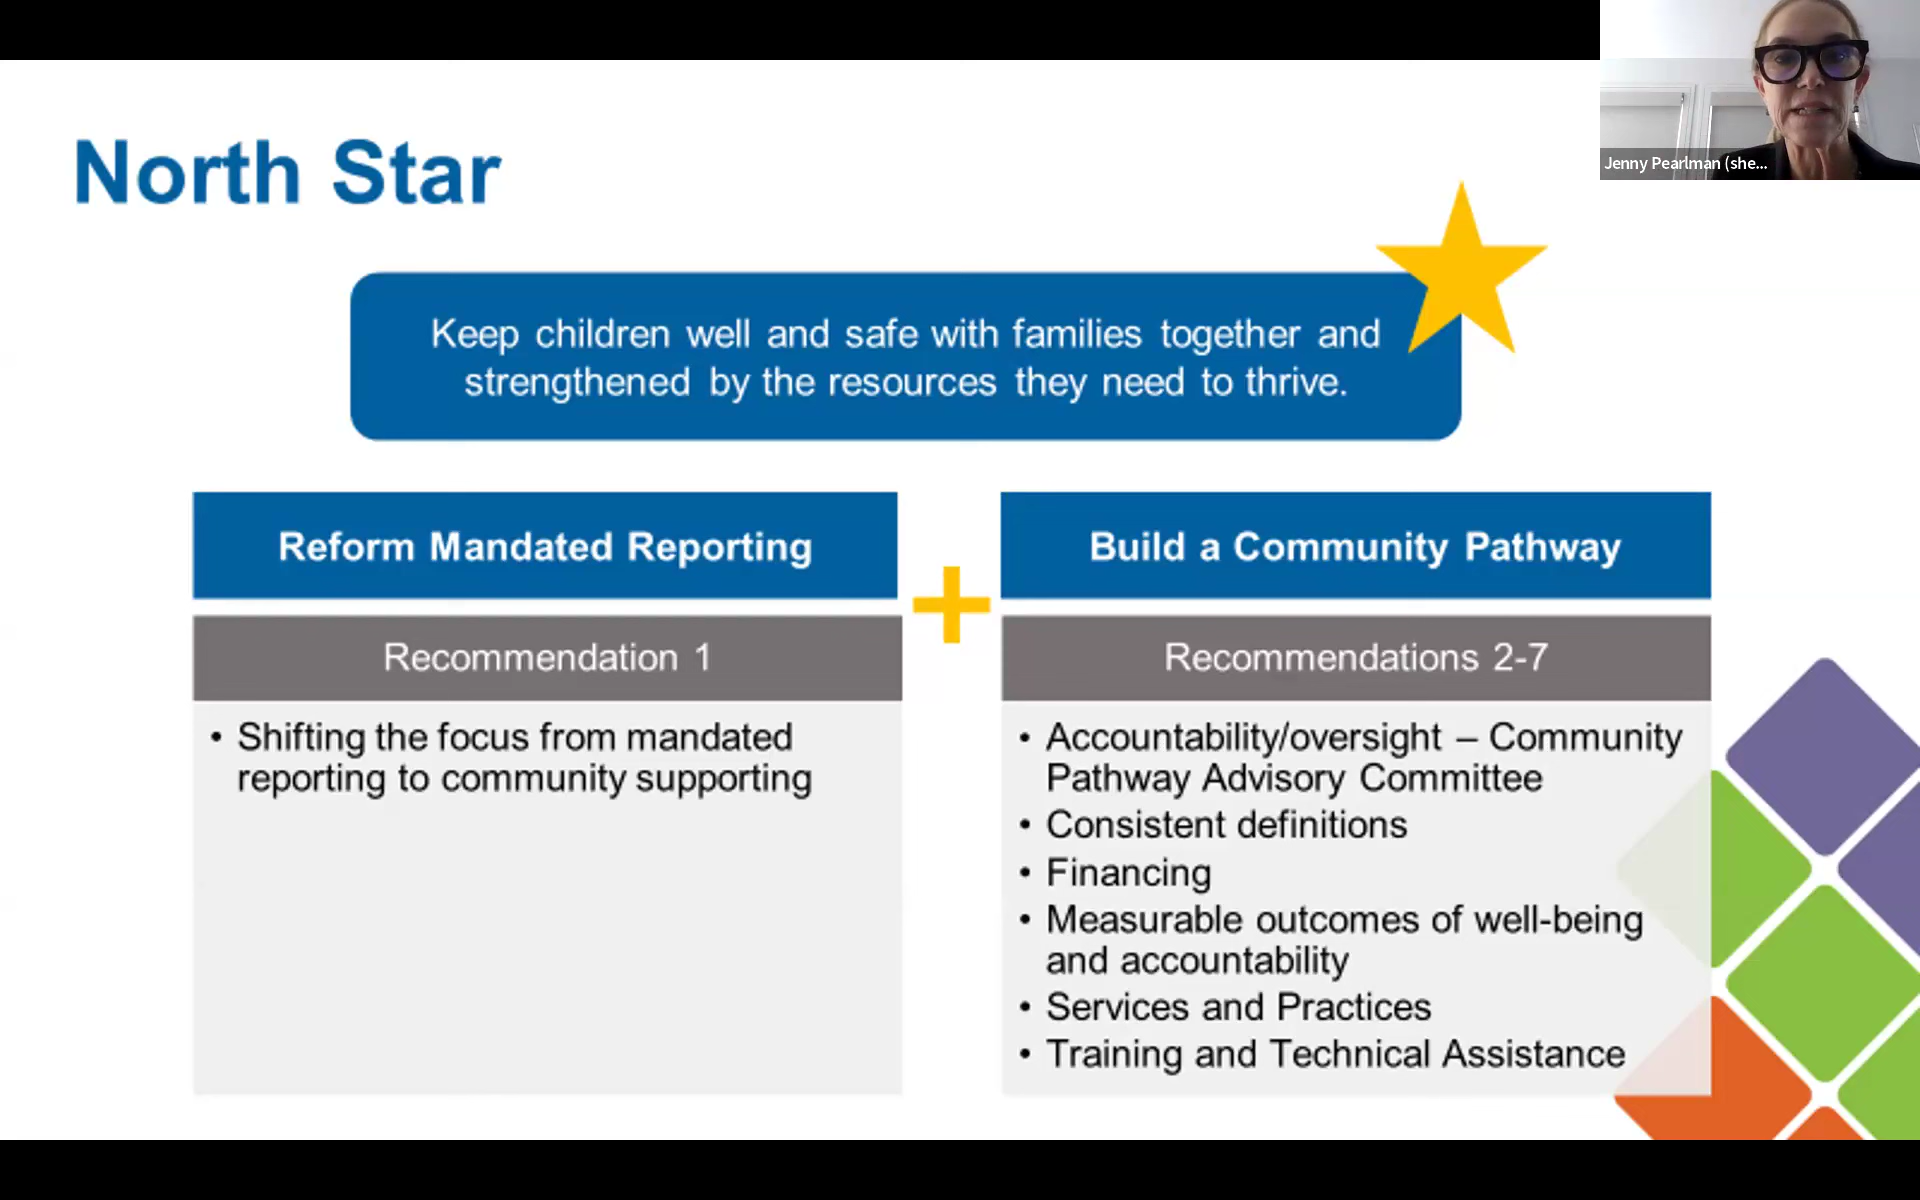 Jenny Pearlman (she...
North Star
Keep children well and safe with families together and
strengthened by the resources they need to thrive.
Reform Mandated Reporting
Recommendation 1
• Shifting the focus from mandated
reporting to community supporting
Build a Community Pathway
Recommendations 2-7
• Accountability/oversight – Community
Pathway Advisory Committee
• Consistent definitions
• Financing
• Measurable outcomes of well-being
and accountability
• Services and Practices
• Training and Technical Assistance